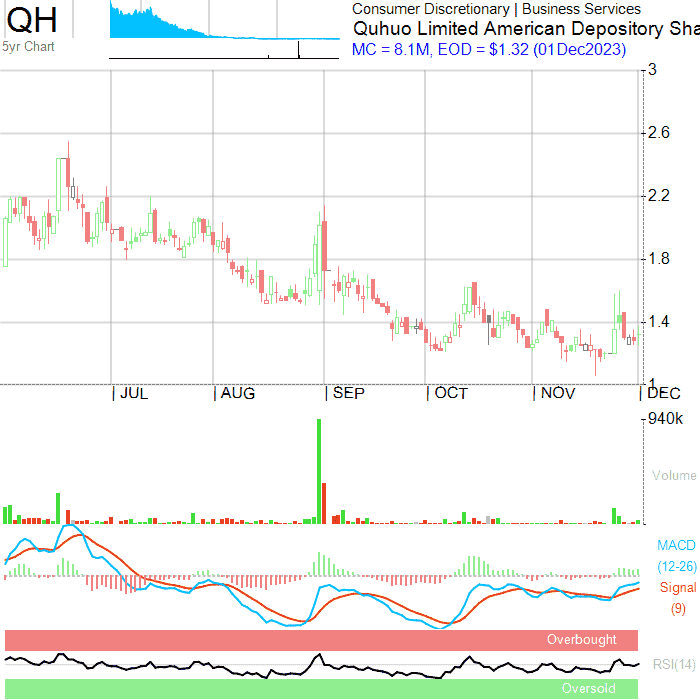 QH
5yr Chart
Consumer Discretionary | Business Services
Quhuo Limited American Depository Sha
MC = 8.1M, EOD = $1.32 (01Dec2023)
3
2.6
2.2
1.8
1.4
1
JUL AUG SEP OCT NOV DEC
940k
Volume
MACD
(12-26)
Signal
(9)
Overbought
RSI(14)
Oversold